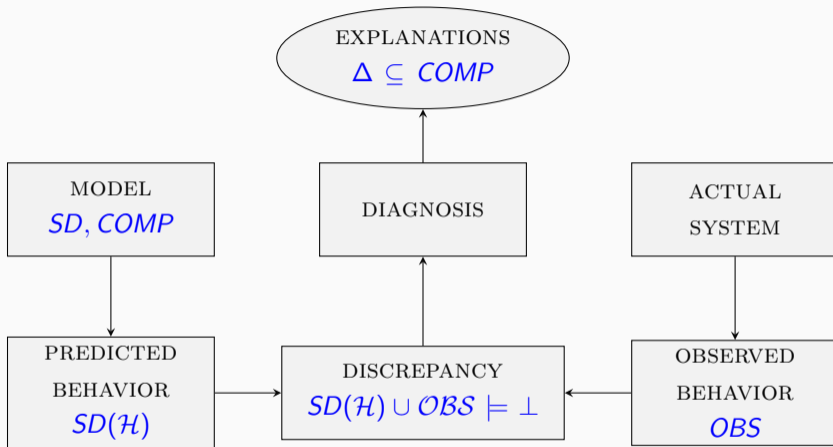 EXPLANATIONS
Δ ⊆ COMP
MODEL
SD, COMP
DIAGNOSIS
ACTUAL
SYSTEM
PREDICTED
BEHAVIOR
SD(ℋ)
DISCREPANCY
SD(ℋ) ∪ 𝒪ℬ𝒮 ⊨ ⊥
OBSERVED
BEHAVIOR
OBS